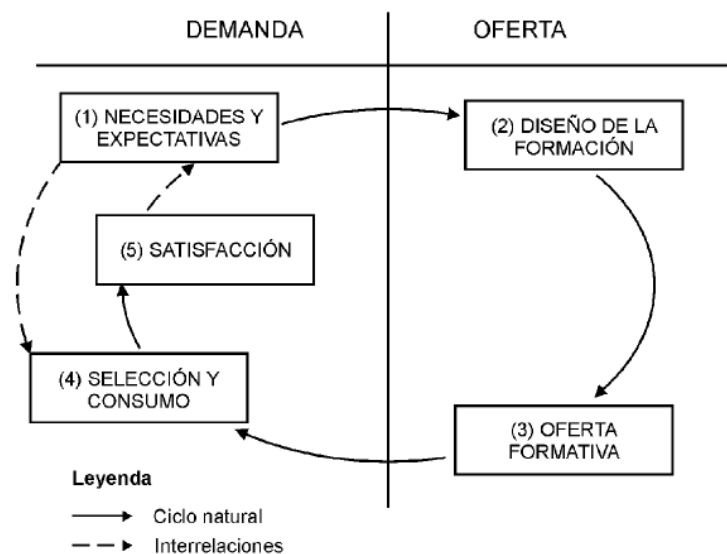 DEMANDA
OFERTA
(1) NECESIDADES Y
EXPECTATIVAS
(2) DISEÑO DE LA
FORMACIÓN
(5) SATISFACCIÓN
(4) SELECCIÓN Y
CONSUMO
(3) OFERTA
FORMATIVA
Leyenda
Ciclo natural
Interrelaciones